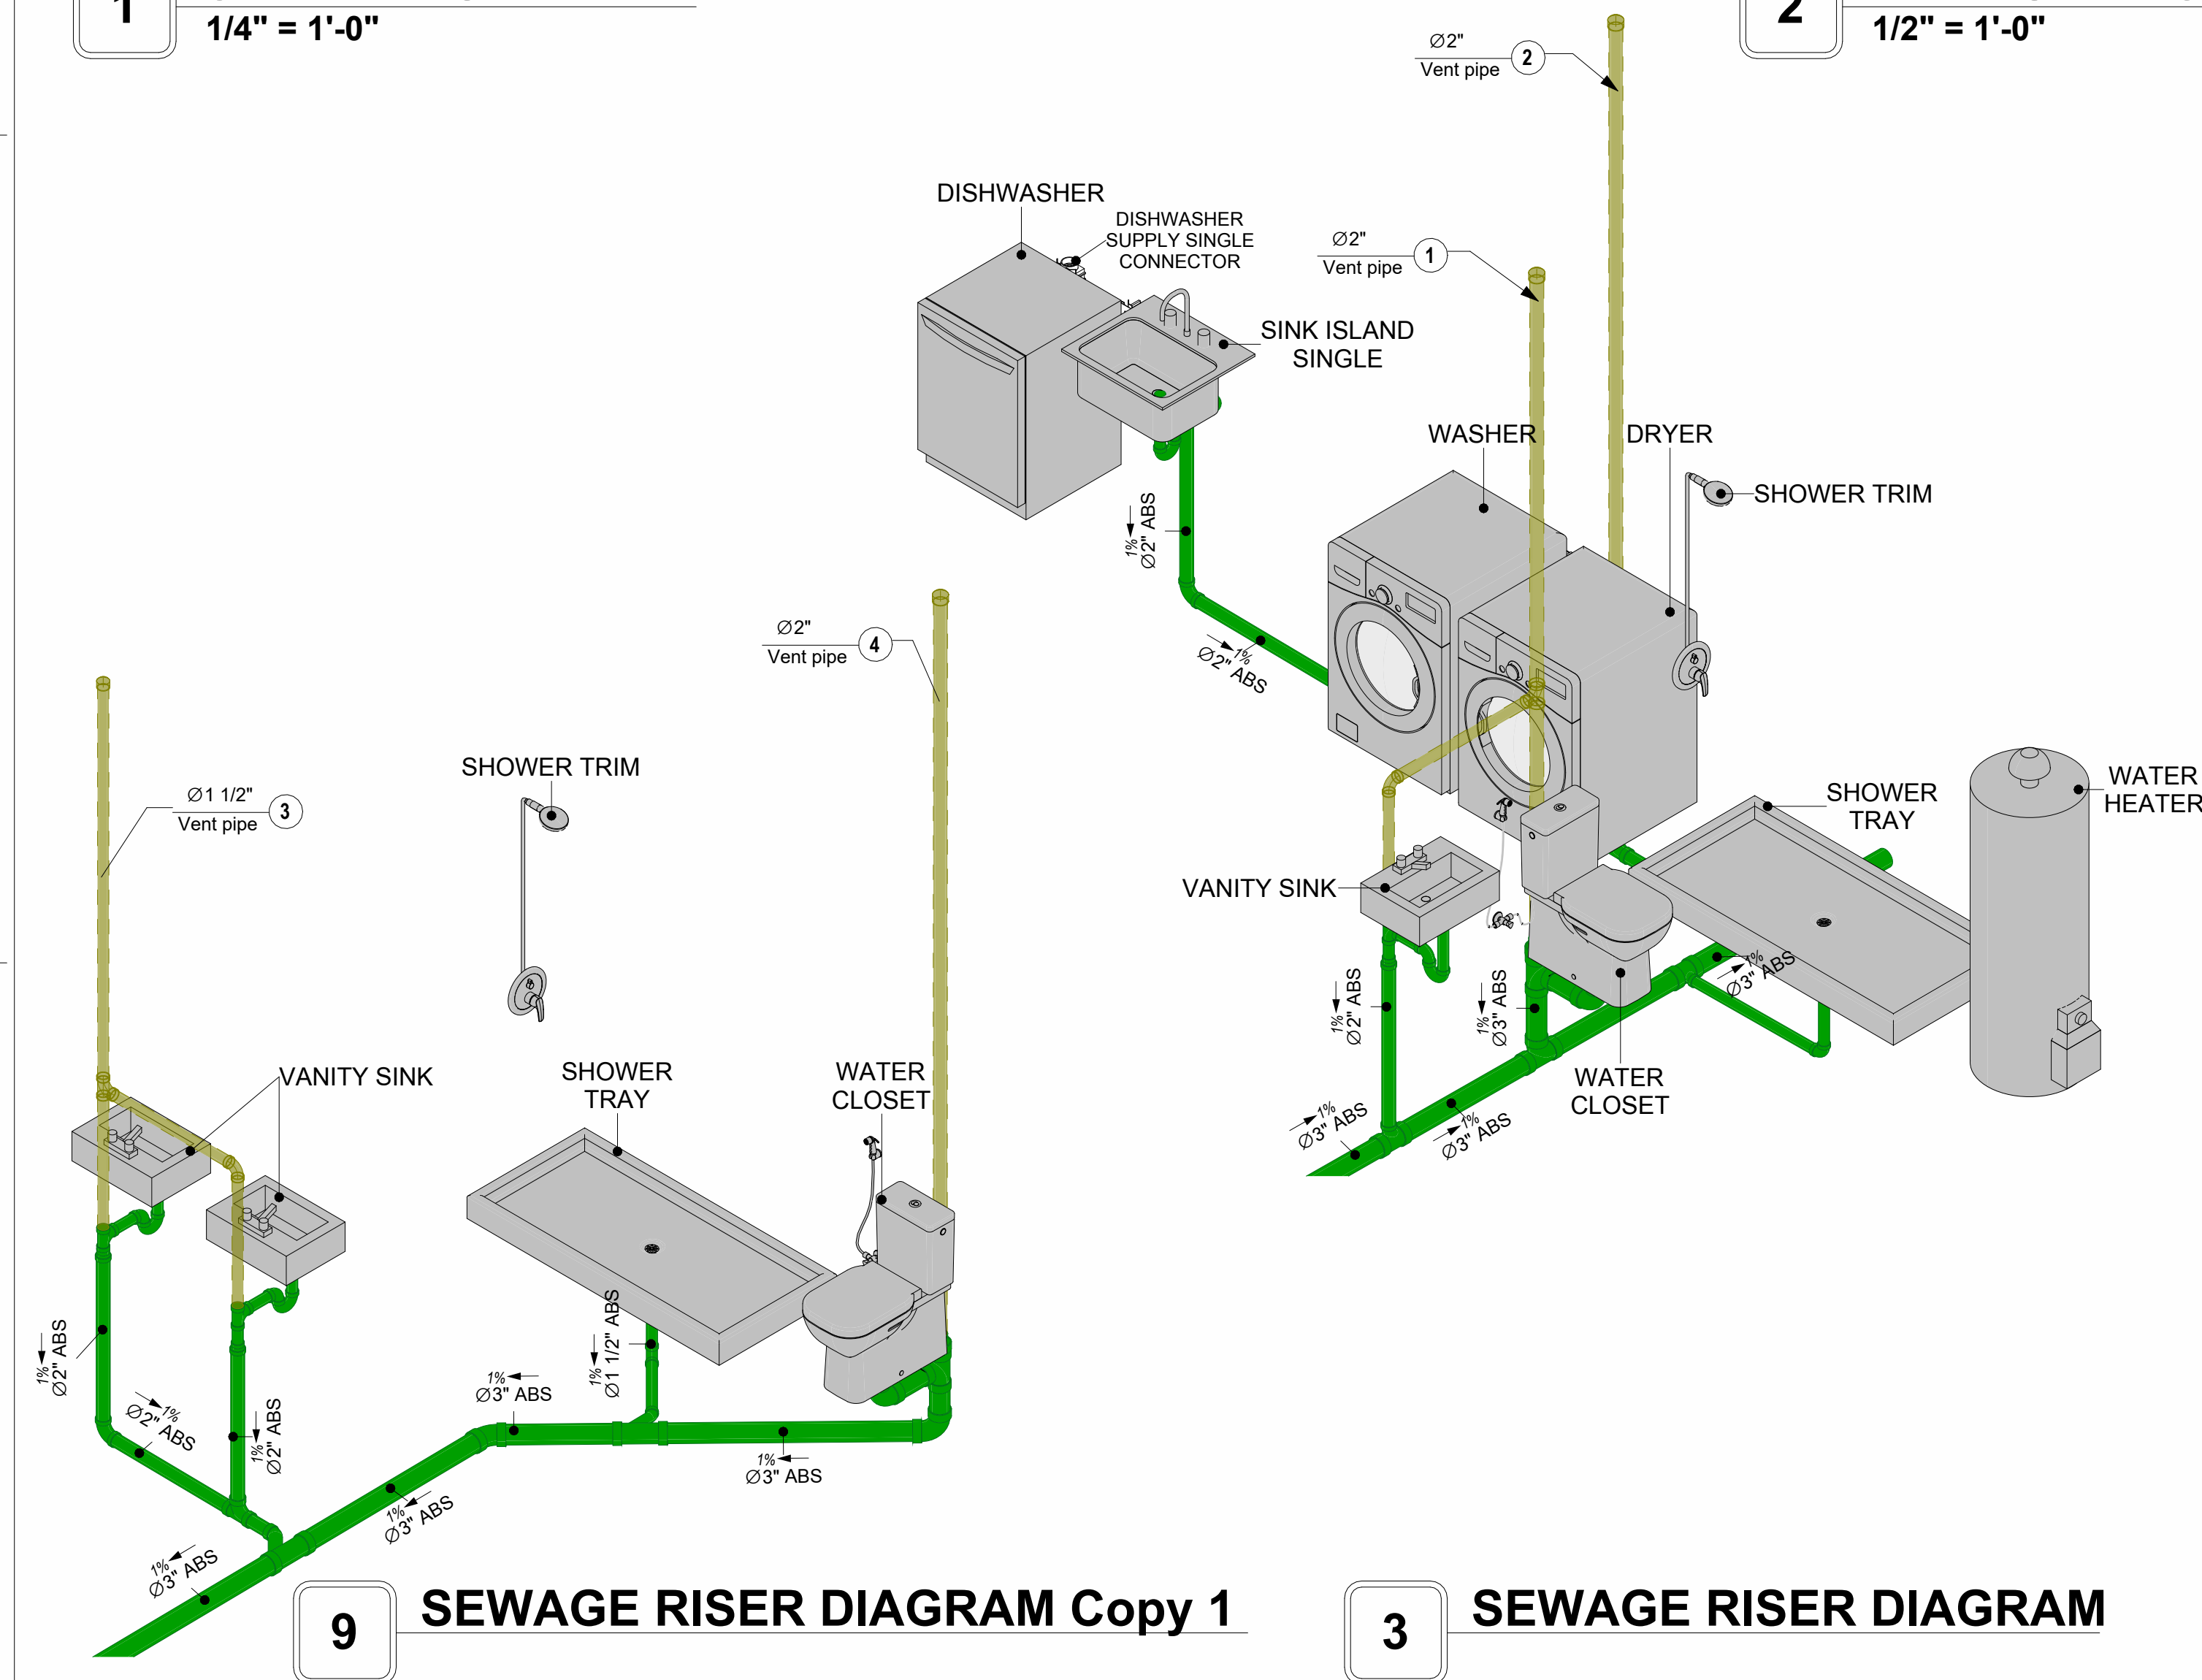 1
1/4" = 1'-0"
2
1/2" = 1'-0"
Ø2"
Vent pipe
2
DISHWASHER
DISHWASHER
SUPPLY SINGLE
CONNECTOR
Ø2"
Vent pipe
1
SINK ISLAND
SINGLE
WASHER
DRYER
SHOWER TRIM
1%
Ø2" ABS
1%
Ø2" ABS
SHOWER
TRAY
WATER
HEATER
VANITY SINK
1%
Ø2" ABS
1%
Ø3" ABS
1%
Ø3" ABS
WATER
CLOSET
1%
Ø3" ABS
1%
Ø3" ABS
Ø2"
Vent pipe
4
SHOWER TRIM
Ø1 1/2"
Vent pipe
3
VANITY SINK
SHOWER
TRAY
WATER
CLOSET
1%
Ø2" ABS
1%
Ø2" ABS
1%
Ø2" ABS
1%
Ø3" ABS
1%
Ø1 1/2" ABS
1%
Ø3" ABS
1%
Ø3" ABS
1%
Ø3" ABS
9
SEWAGE RISER DIAGRAM Copy 1
3
SEWAGE RISER DIAGRAM